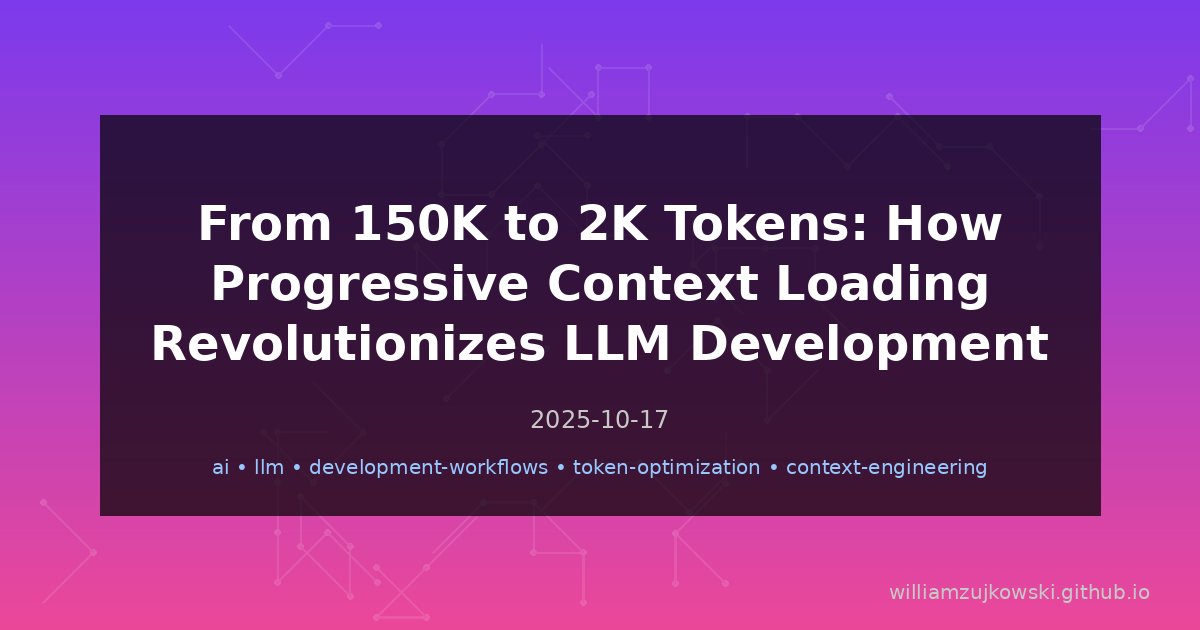 From 150K to 2K Tokens: How
Progressive Context Loading
Revolutionizes LLM Development
2025-10-17
ai • llm • development-workflows • token-optimization • context-engineering
williamzujkowski.github.io